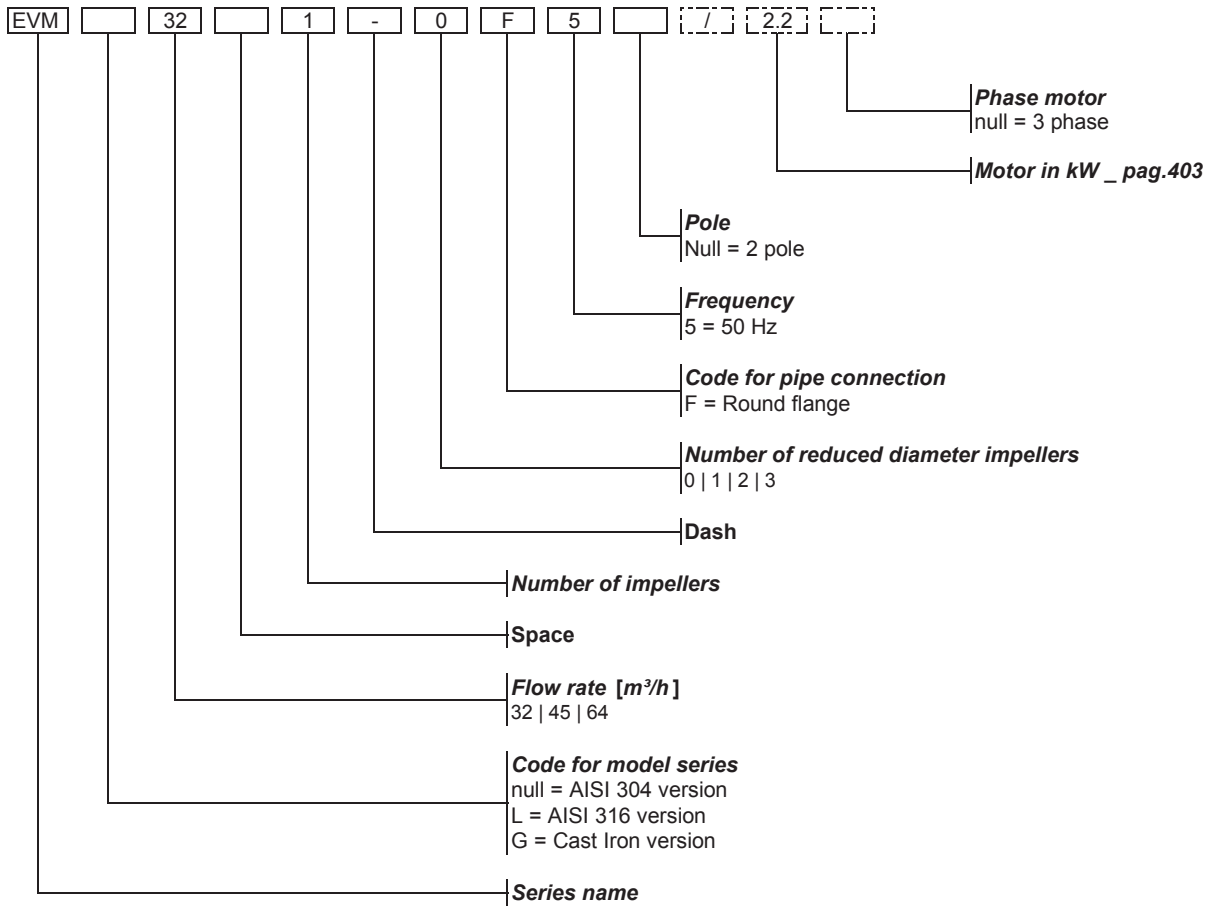 EVM 32 1 - 0 F 5 / 2.2
Phase motor
null = 3 phase
Motor in kW _ pag.403
Pole
Null = 2 pole
Frequency
5 = 50 Hz
Code for pipe connection
F = Round flange
Number of reduced diameter impellers
0 | 1 | 2 | 3
Dash
Number of impellers
Space
Flow rate [m³/h]
32 | 45 | 64
Code for model series
null = AISI 304 version
L = AISI 316 version
G = Cast Iron version
Series name